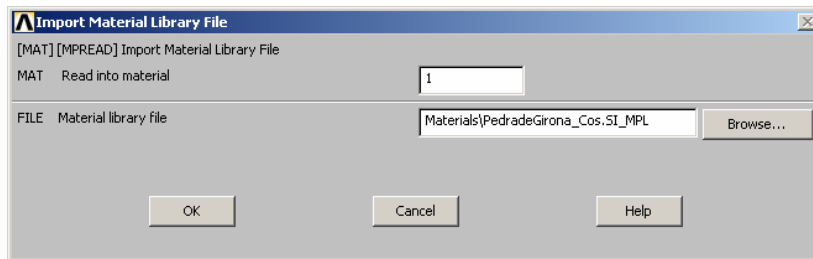 Import Material Library File
[MAT] [MPREAD] Import Material Library File
MAT Read into material 1
FILE Material library file Materials\PedradeGirona_Cos.SI_MPL Browse...
OK Cancel Help